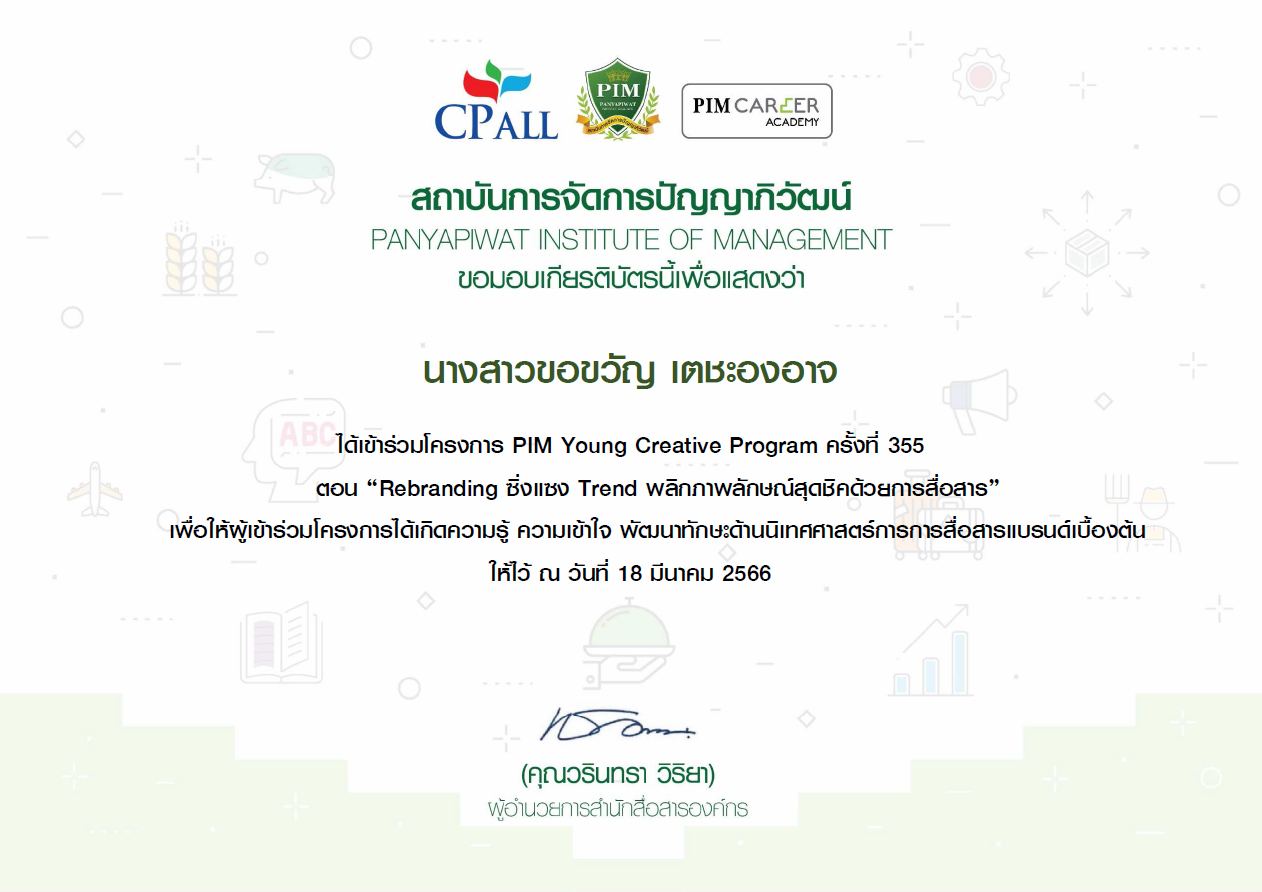 CPALL
PIM
PANYAPIWAT
PIM CAREER
ACADEMY
สถาบันการจัดการปัญญาภิวัฒน์
PANYAPIWAT INSTITUTE OF MANAGEMENT
ขอมอบเกียรติบัตรนี้เพื่อแสดงว่า
นางสาวขอขวัญ เตชะองอาจ
ABC
ได้เข้าร่วมโครงการ PIM Young Creative Program ครั้งที่ 355
ตอน “Rebranding ซิ่งแซง Trend พลิกภาพลักษณ์สุดชิคด้วยการสื่อสาร”
เพื่อให้ผู้เข้าร่วมโครงการได้เกิดความรู้ ความเข้าใจ พัฒนาทักษะด้านนิเทศศาสตร์การการสื่อสารแบรนด์เบื้องต้น
ให้ไว้ ณ วันที่ 18 มีนาคม 2566
(คุณวรินทรา วิริยา)
ผู้อำนวยการสำนักสื่อสารองค์กร